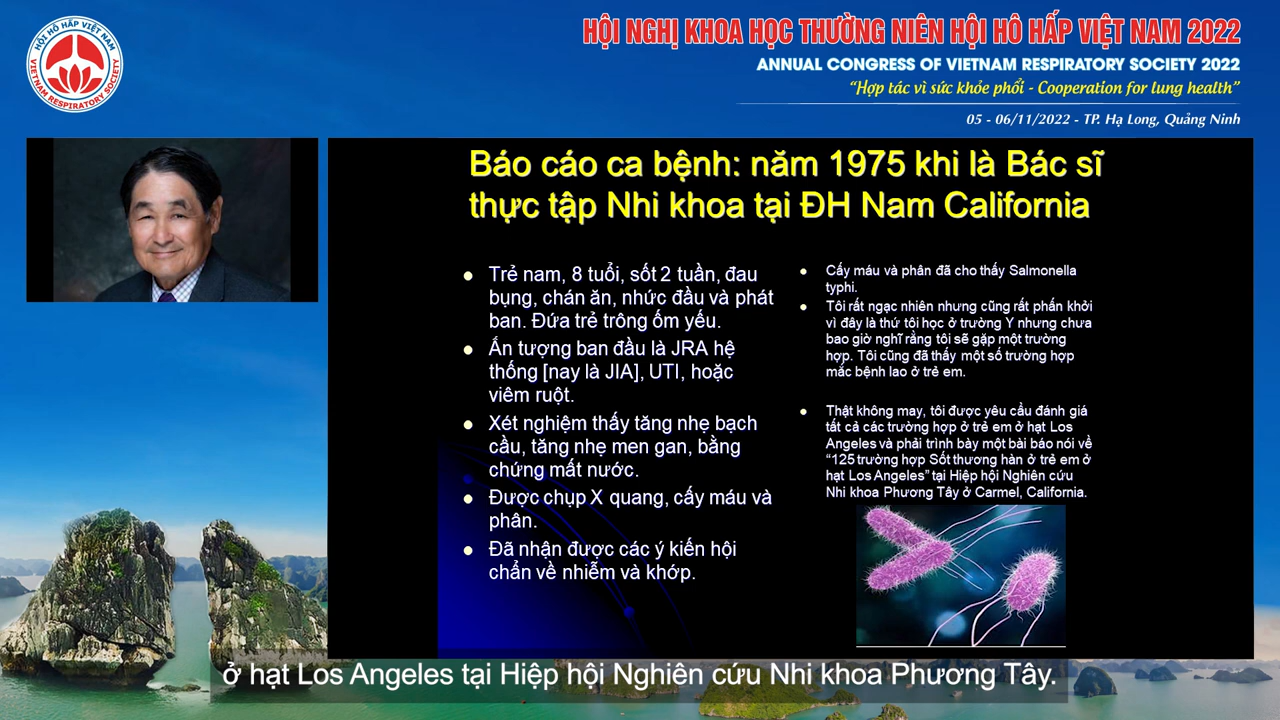 HỘI HÔ HẤP VIỆT NAM
VIETNAM RESPIRATORY SOCIETY
HỘI NGHỊ KHOA HỌC THƯỜNG NIÊN HỘI HÔ HẤP VIỆT NAM 2022
ANNUAL CONGRESS OF VIETNAM RESPIRATORY SOCIETY 2022
“Hợp tác vì sức khỏe phổi - Cooperation for lung health”
05 - 06/11/2022 - TP. Hạ Long, Quảng Ninh
Báo cáo ca bệnh: năm 1975 khi là Bác sĩ
thực tập Nhi khoa tại ĐH Nam California
Trẻ nam, 8 tuổi, sốt 2 tuần, đau
bụng, chán ăn, nhức đầu và phát
ban. Đứa trẻ trông ốm yếu.
Ấn tượng ban đầu là JRA hệ
thống [nay là JIA], UTI, hoặc
viêm ruột.
Xét nghiệm thấy tăng nhẹ bạch
cầu, tăng nhẹ men gan, bằng
chứng mất nước.
Được chụp X quang, cấy máu và
phân.
Đã nhận được các ý kiến hội
chẩn về nhiễm và khớp.
Cấy máu và phân đã cho thấy Salmonella
typhi.
Tôi rất ngạc nhiên nhưng cũng rất phấn khởi
vì đây là thứ tôi học ở trường Y nhưng chưa
bao giờ nghĩ rằng tôi sẽ gặp một trường
hợp. Tôi cũng đã thấy một số trường hợp
mắc bệnh lao ở trẻ em.
Thật không may, tôi được yêu cầu đánh giá
tất cả các trường hợp ở trẻ em ở hạt Los
Angeles và phải trình bày một bài báo nói về
“125 trường hợp Sốt thương hàn ở trẻ em ở
hạt Los Angeles” tại Hiệp hội Nghiên cứu
Nhi khoa Phương Tây ở Carmel, California.
ở hạt Los Angeles tại Hiệp hội Nghiên cứu Nhi khoa Phương Tây.